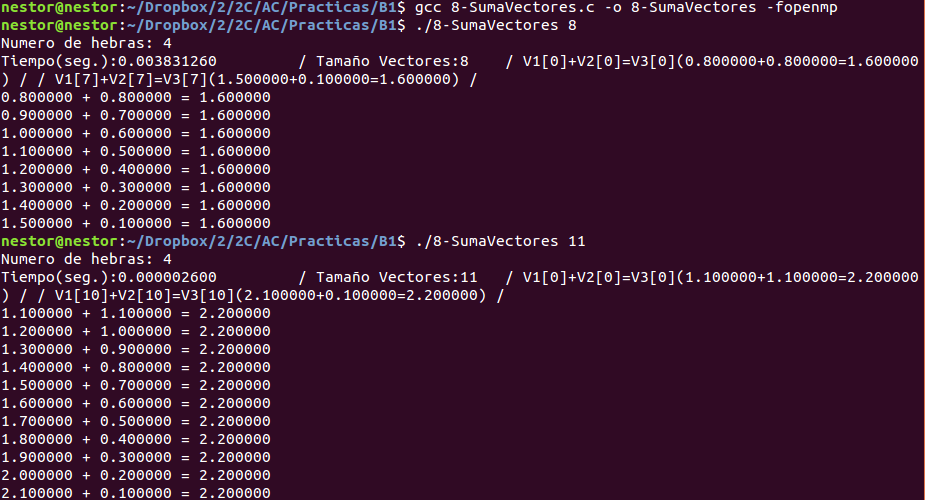 nestor@nestor:~/Dropbox/2/2C/AC/Practicas/B1$ gcc 8-SumaVectores.c -o 8-SumaVectores -fopenmp
nestor@nestor:~/Dropbox/2/2C/AC/Practicas/B1$ ./8-SumaVectores 8
Numero de hebras: 4
Tiempo(seg.):0.003831260         / Tamaño Vectores:8    / V1[0]+V2[0]=V3[0](0.800000+0.800000=1.600000
) / / V1[7]+V2[7]=V3[7](1.500000+0.100000=1.600000) /
0.800000 + 0.800000 = 1.600000
0.900000 + 0.700000 = 1.600000
1.000000 + 0.600000 = 1.600000
1.100000 + 0.500000 = 1.600000
1.200000 + 0.400000 = 1.600000
1.300000 + 0.300000 = 1.600000
1.400000 + 0.200000 = 1.600000
1.500000 + 0.100000 = 1.600000
nestor@nestor:~/Dropbox/2/2C/AC/Practicas/B1$ ./8-SumaVectores 11
Numero de hebras: 4
Tiempo(seg.):0.000002600         / Tamaño Vectores:11   / V1[0]+V2[0]=V3[0](1.100000+1.100000=2.200000
) / / V1[10]+V2[10]=V3[10](2.100000+0.100000=2.200000) /
1.100000 + 1.100000 = 2.200000
1.200000 + 1.000000 = 2.200000
1.300000 + 0.900000 = 2.200000
1.400000 + 0.800000 = 2.200000
1.500000 + 0.700000 = 2.200000
1.600000 + 0.600000 = 2.200000
1.700000 + 0.500000 = 2.200000
1.800000 + 0.400000 = 2.200000
1.900000 + 0.300000 = 2.200000
2.000000 + 0.200000 = 2.200000
2.100000 + 0.100000 = 2.200000